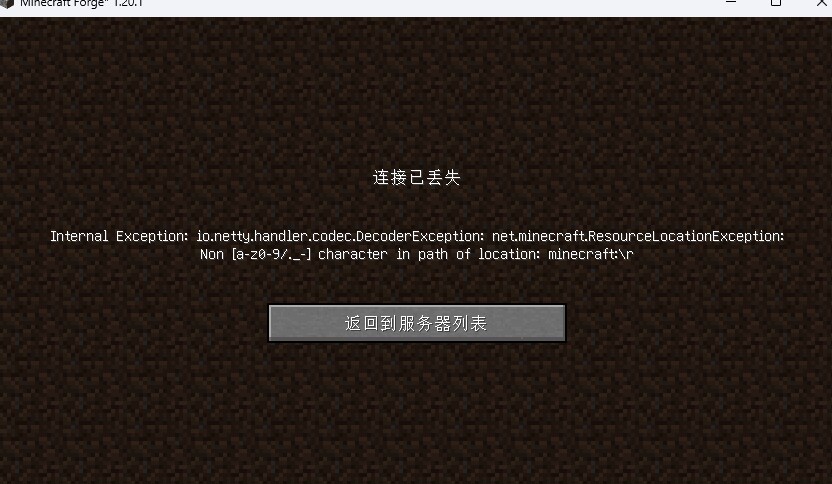 Minecraft Forge* 1.20.1
连接已丢失
Internal Exception: io.netty.handler.codec.DecoderException: net.minecraft.ResourceLocationException:
Non [a-z0-9/._-] character in path of location: minecraft:\r
返回到服务器列表